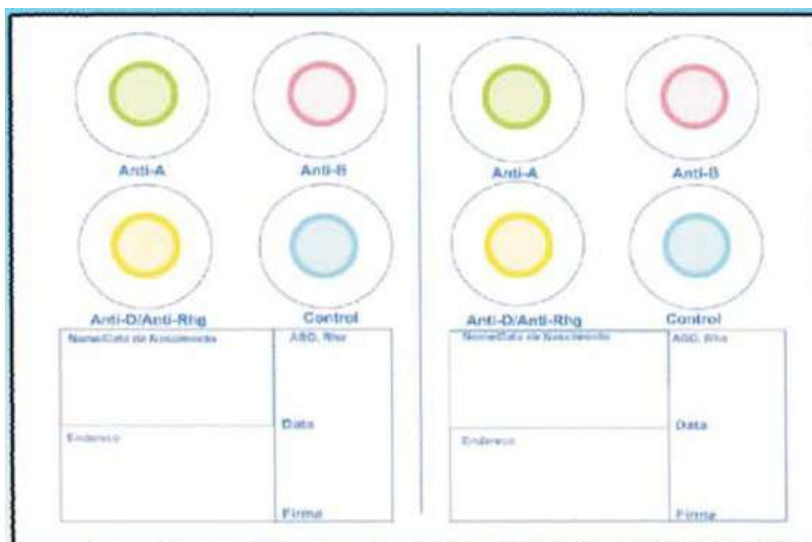 Anti-A
Anti-B
Anti-D/Anti-Rhg
Control
Nome/Data de Nascimento
ABO, Rho
Endereço
Data
Firma
Anti-A
Anti-B
Anti-D/Anti-Rhg
Control
Nome/Data de Nascimento
ABO, Rho
Endereço
Data
Firma